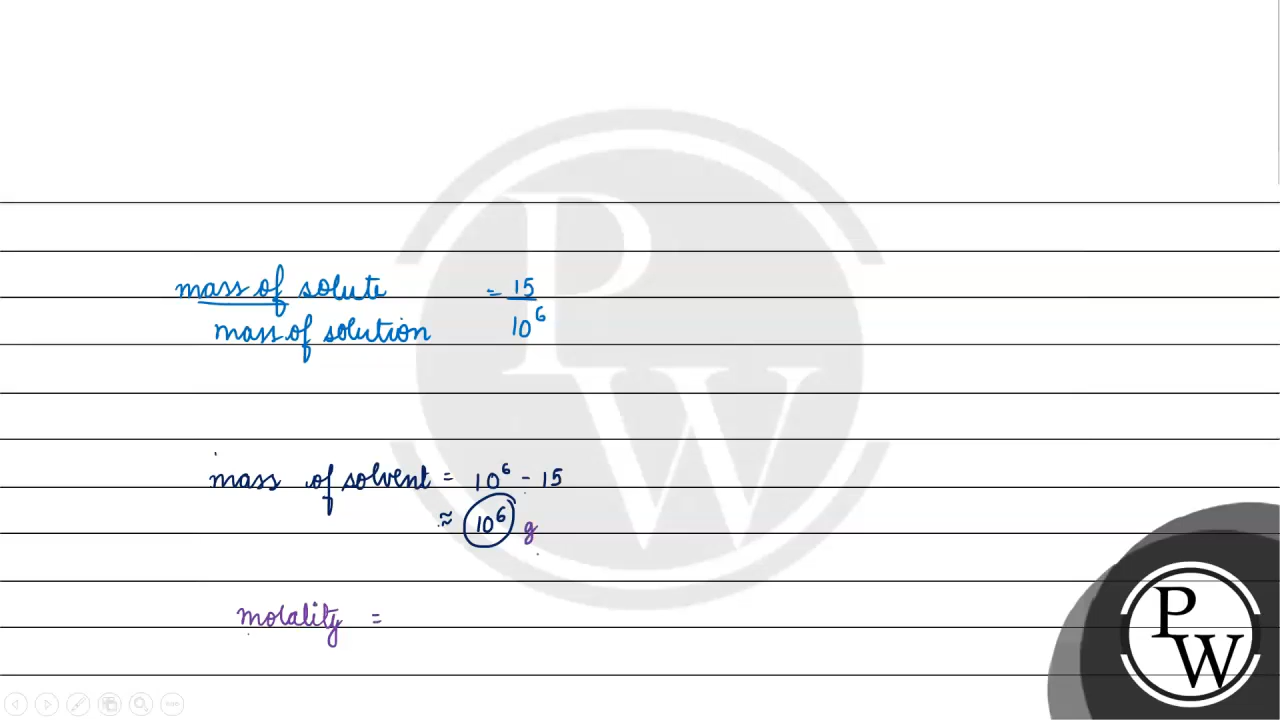 mass of solute = 15
mass of solution 10^6
mass of solvent = 10^6 - 15
≈ 10^6 g
molality =
P
W
P
W